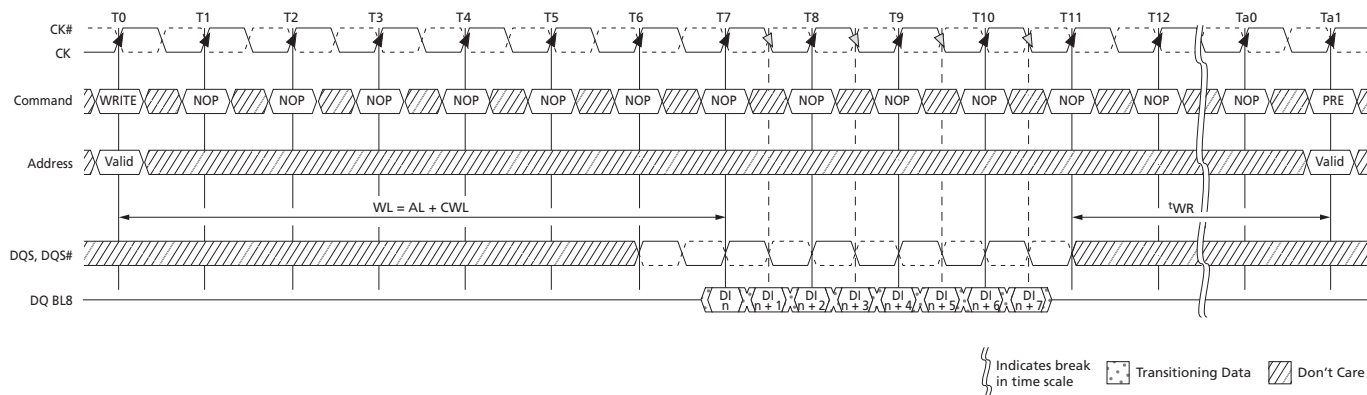 T0 T1 T2 T3 T4 T5 T6 T7 T8 T9 T10 T11 T12 Ta0 Ta1
CK#
CK
Command WRITE NOP NOP NOP NOP NOP NOP NOP NOP NOP NOP NOP NOP NOP PRE
Address Valid Valid
WL = AL + CWL tWR
DQS, DQS#
DQ BL8 DI n DI n + 1 DI n + 2 DI n + 3 DI n + 4 DI n + 5 DI n + 6 DI n + 7
Indicates break
in time scale
Transitioning Data
Don't Care